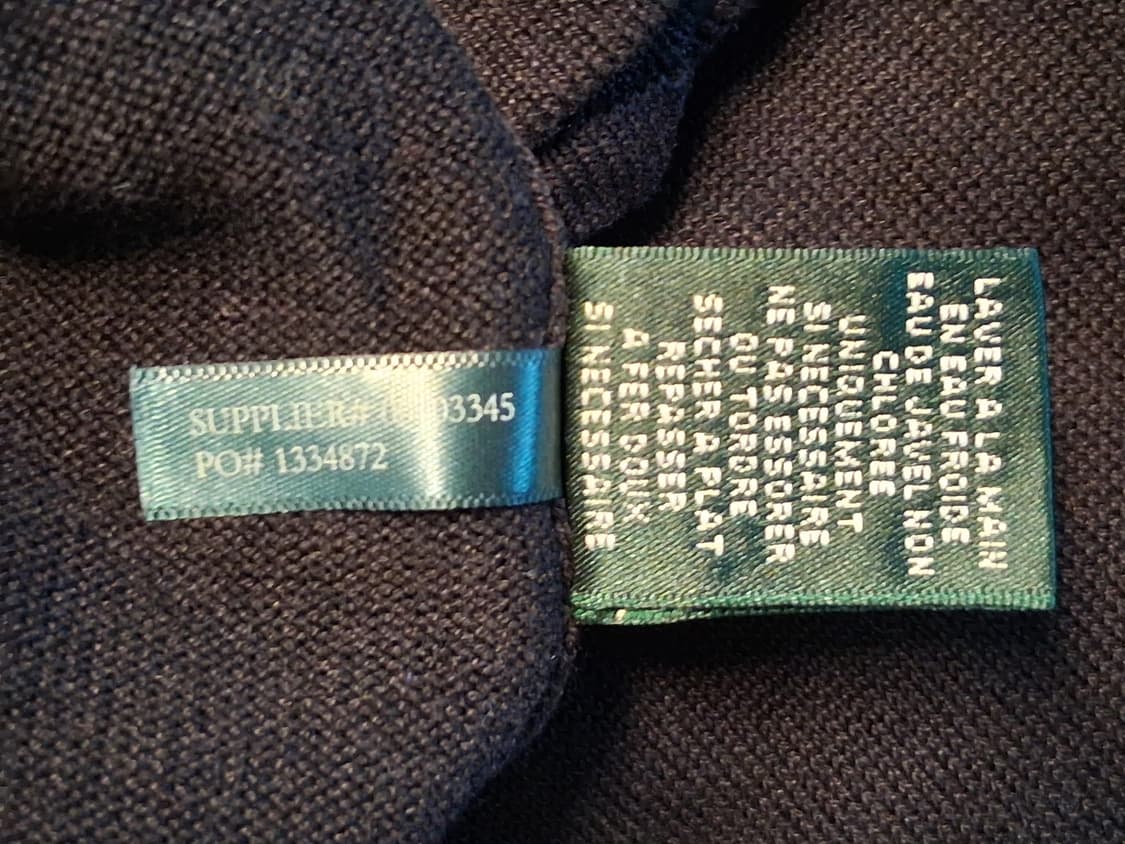 SUPPLIER#
PO# 1334872
LAVER A LA MAIN
EN EAU FROIDE
EAU DE JAVEL NON
CHLOREE
UNIQUEMENT
SI NECESSAIRE
NE PAS ESSORER
OU TORDRE
SECHER A PLAT
REPASSER
A FER DOUX
SI NECESSAIRE